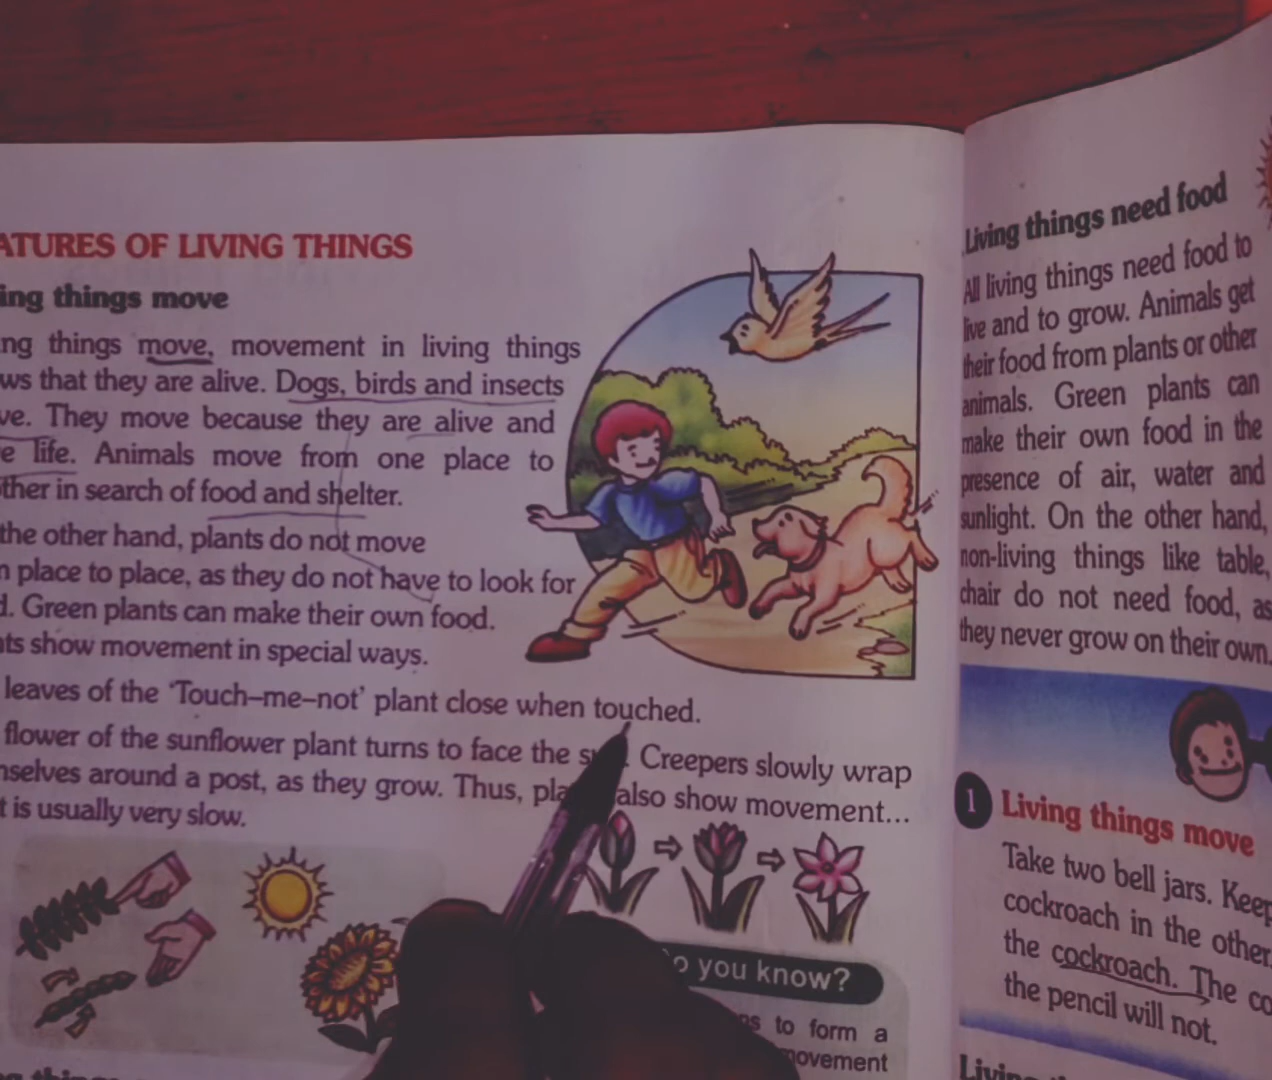 ATURES OF LIVING THINGS
ing things move
ng things move, movement in living things
ws that they are alive. Dogs, birds and insects
ve. They move because they are alive and
e life. Animals move from one place to
ther in search of food and shelter.
the other hand, plants do not move
n place to place, as they do not have to look for
d. Green plants can make their own food.
ts show movement in special ways.
leaves of the ‘Touch–me–not’ plant close when touched.
flower of the sunflower plant turns to face the Creepers slowly wrap
nselves around a post, as they grow. Thus, also show movement...
t is usually very slow.
o you know?
to form a
movement
Living things need food
All living things need food to
live and to grow. Animals get
their food from plants or other
animals. Green plants can
make their own food in the
presence of air, water and
sunlight. On the other hand,
non-living things like table,
chair do not need food, as
they never grow on their own.
1 Living things move
Take two bell jars. Keep
cockroach in the other.
the cockroach. The co
the pencil will not.